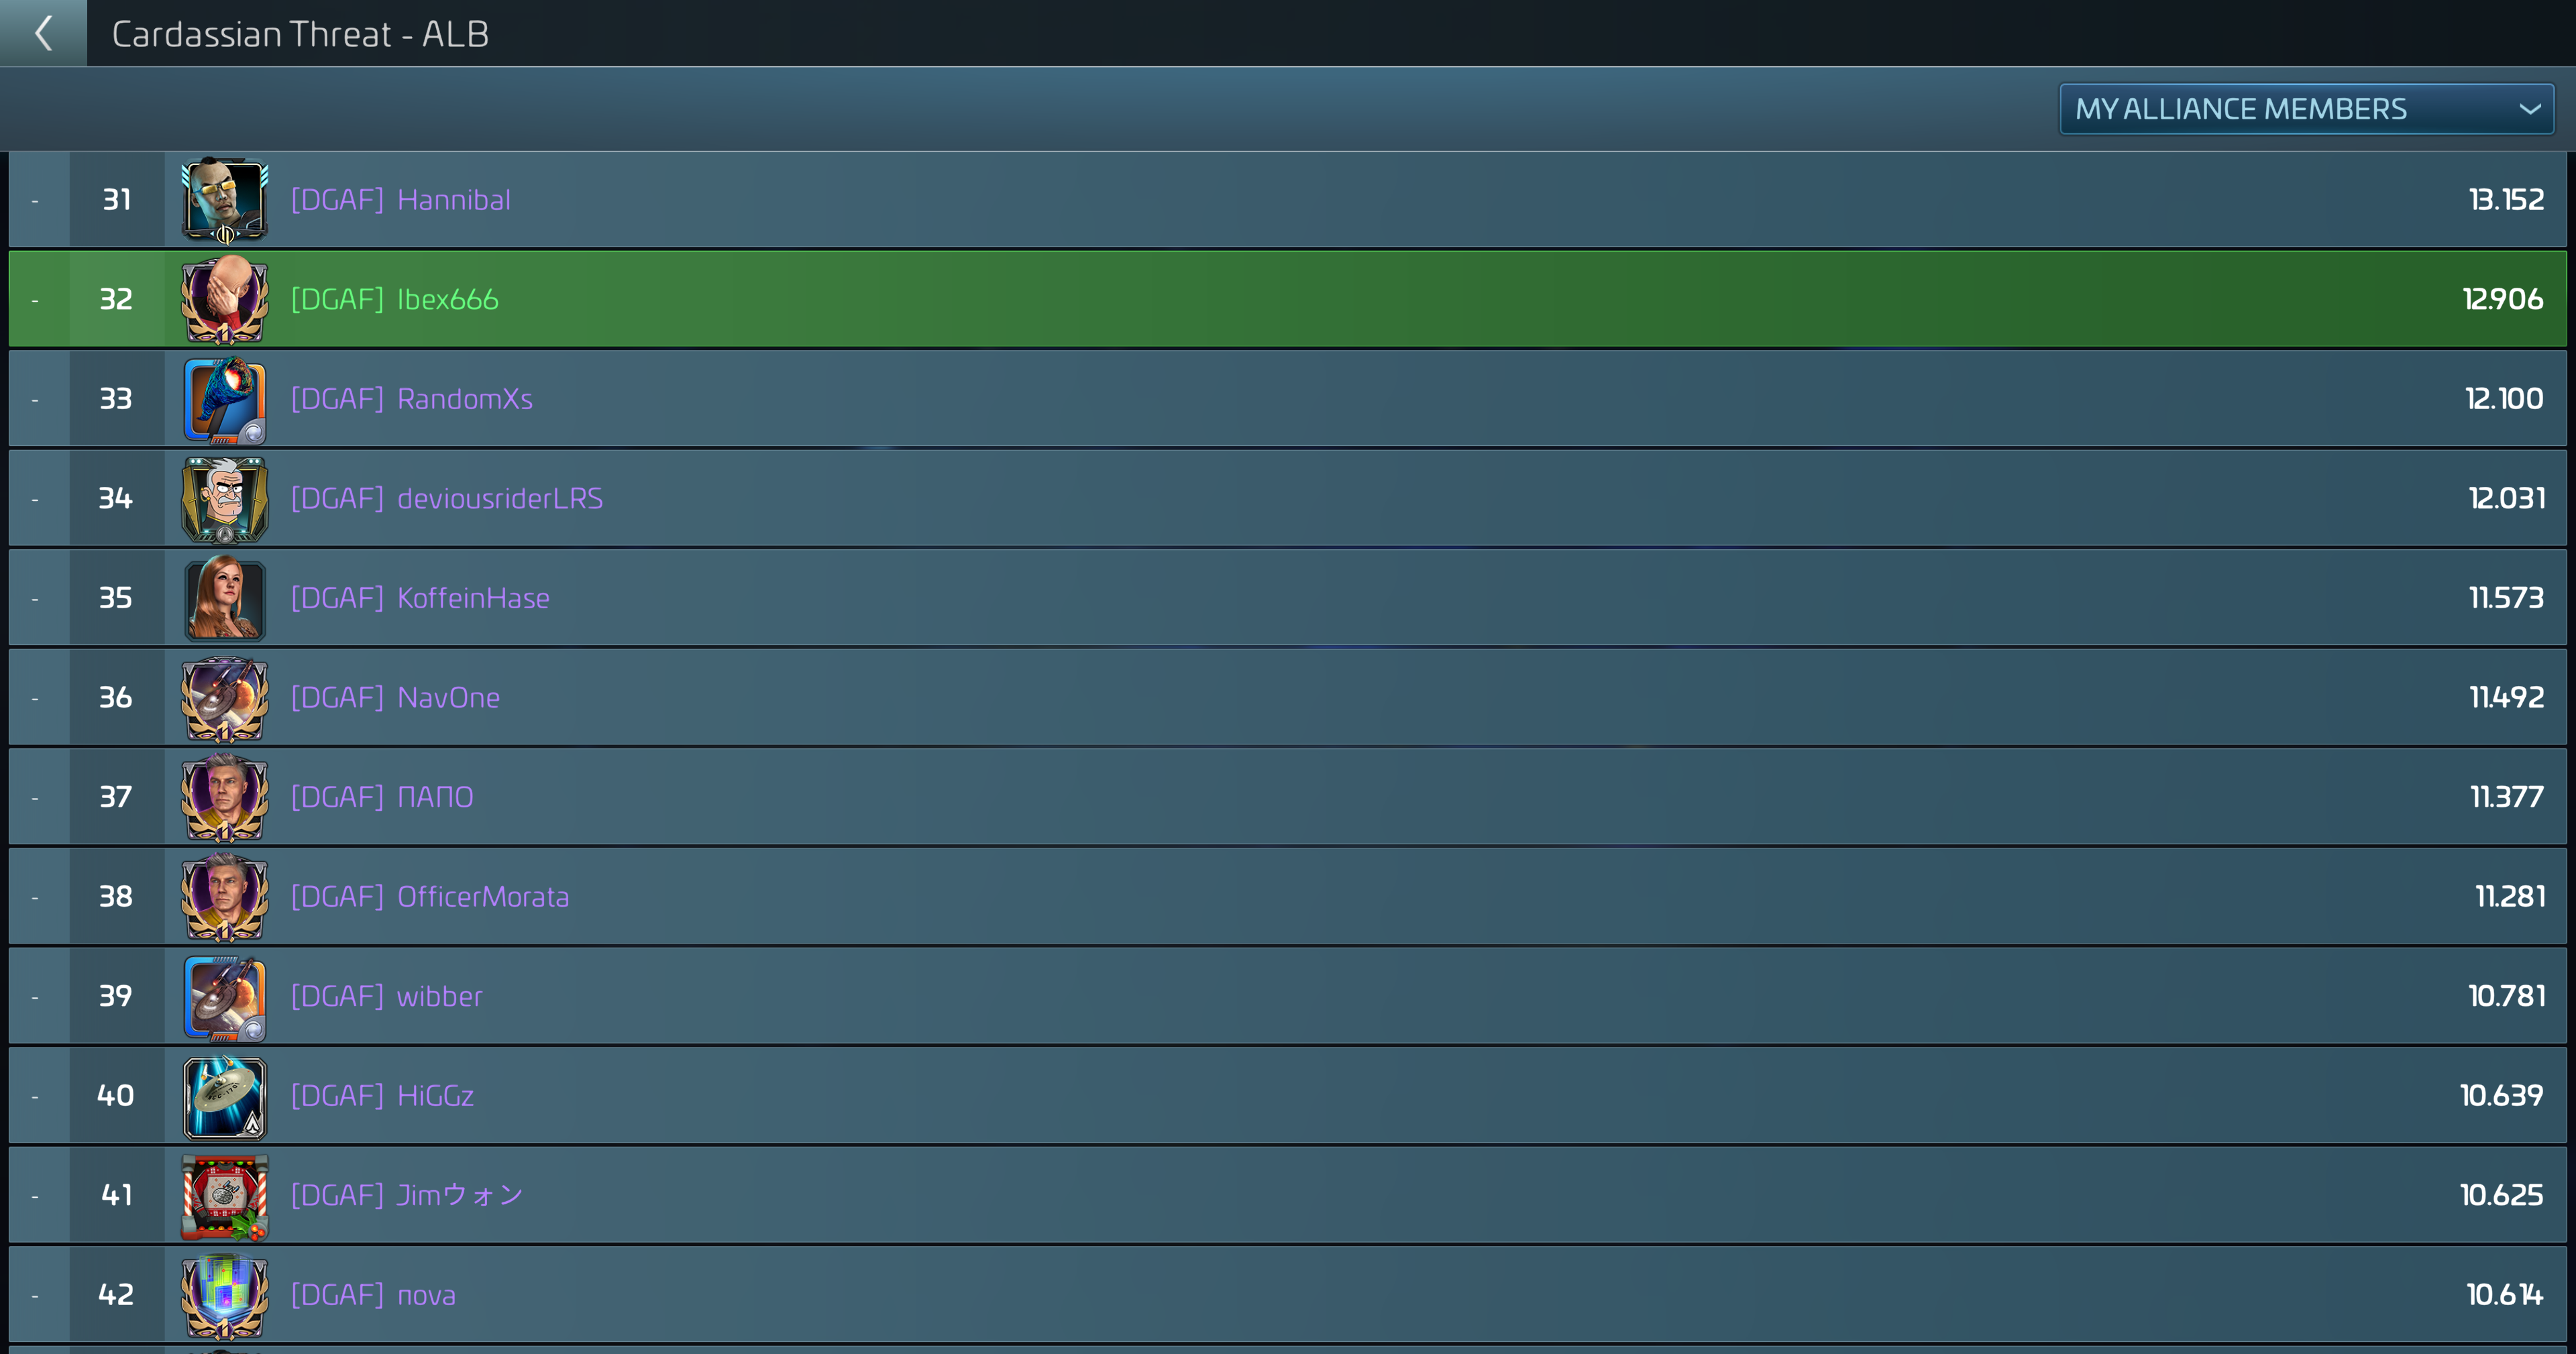 Cardassian Threat - ALB
MY ALLIANCE MEMBERS
- 31 [DGAF] Hannibal 13.152
- 32 [DGAF] Ibex666 12.906
- 33 [DGAF] RandomXs 12.100
- 34 [DGAF] deviousriderLRS 12.031
- 35 [DGAF] KoffeinHase 11.573
- 36 [DGAF] NavOne 11.492
- 37 [DGAF] ПАПО 11.377
- 38 [DGAF] OfficerMorata 11.281
- 39 [DGAF] wibber 10.781
- 40 [DGAF] HiGGz 10.639
- 41 [DGAF] Jimウォン 10.625
- 42 [DGAF] nova 10.614